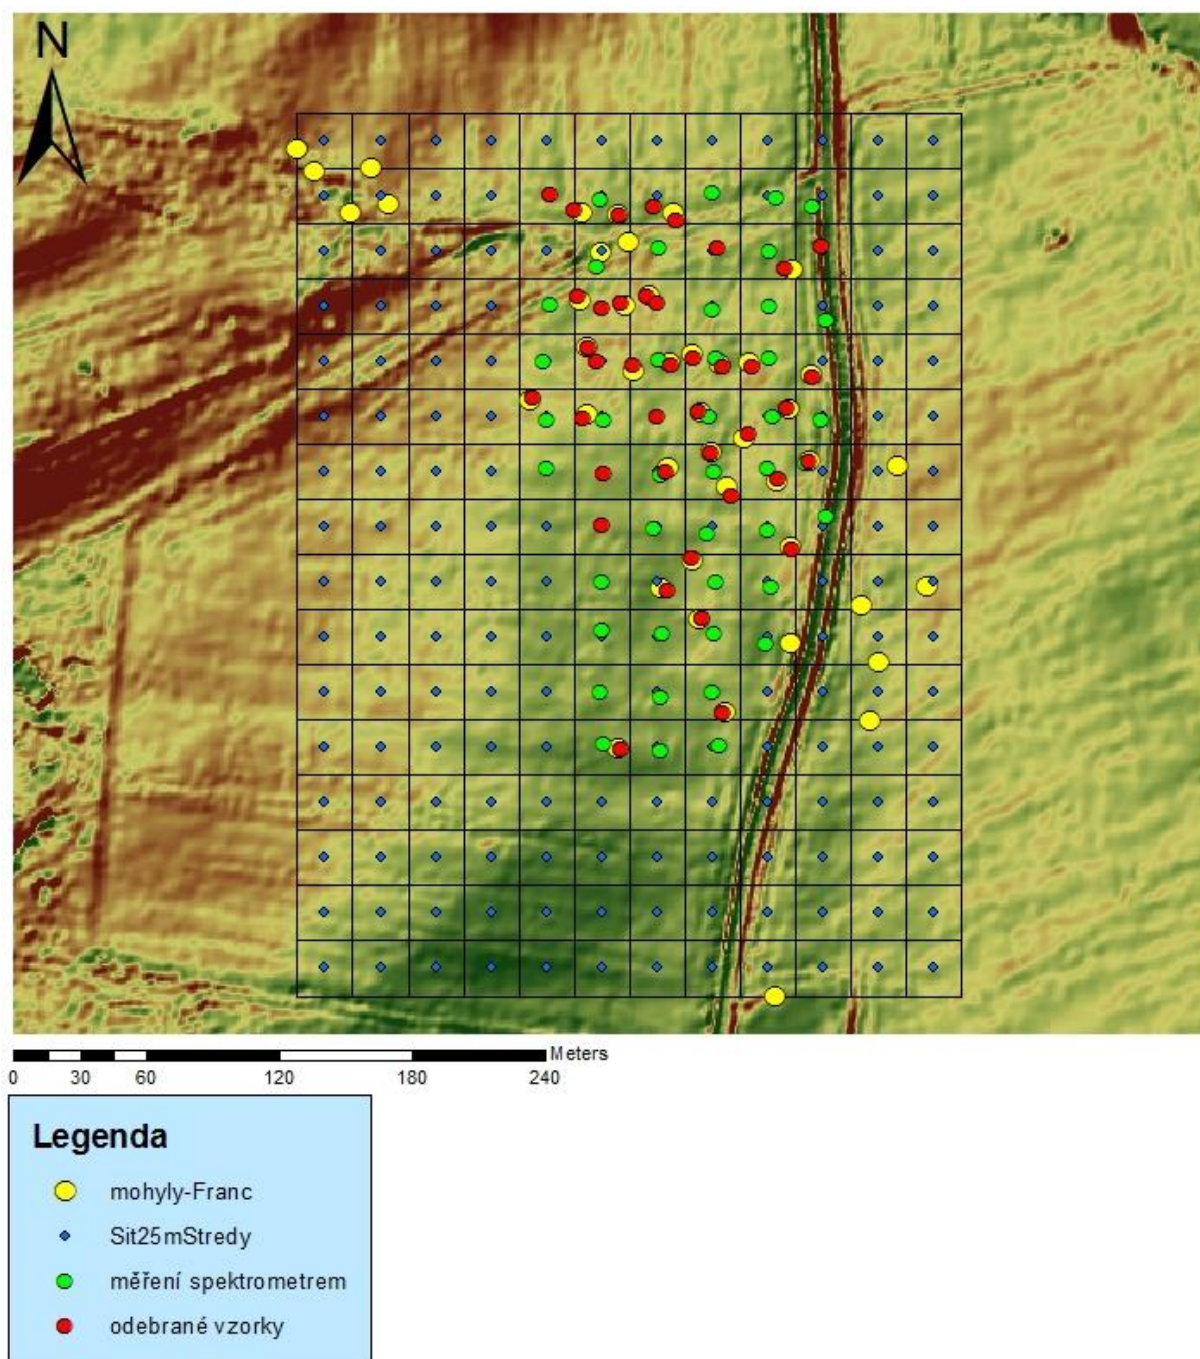 N
Meters
0 30 60 120 180 240
Legenda
mohyly-Franc
Sit25mStredy
měření spektrometrem
odebrané vzorky